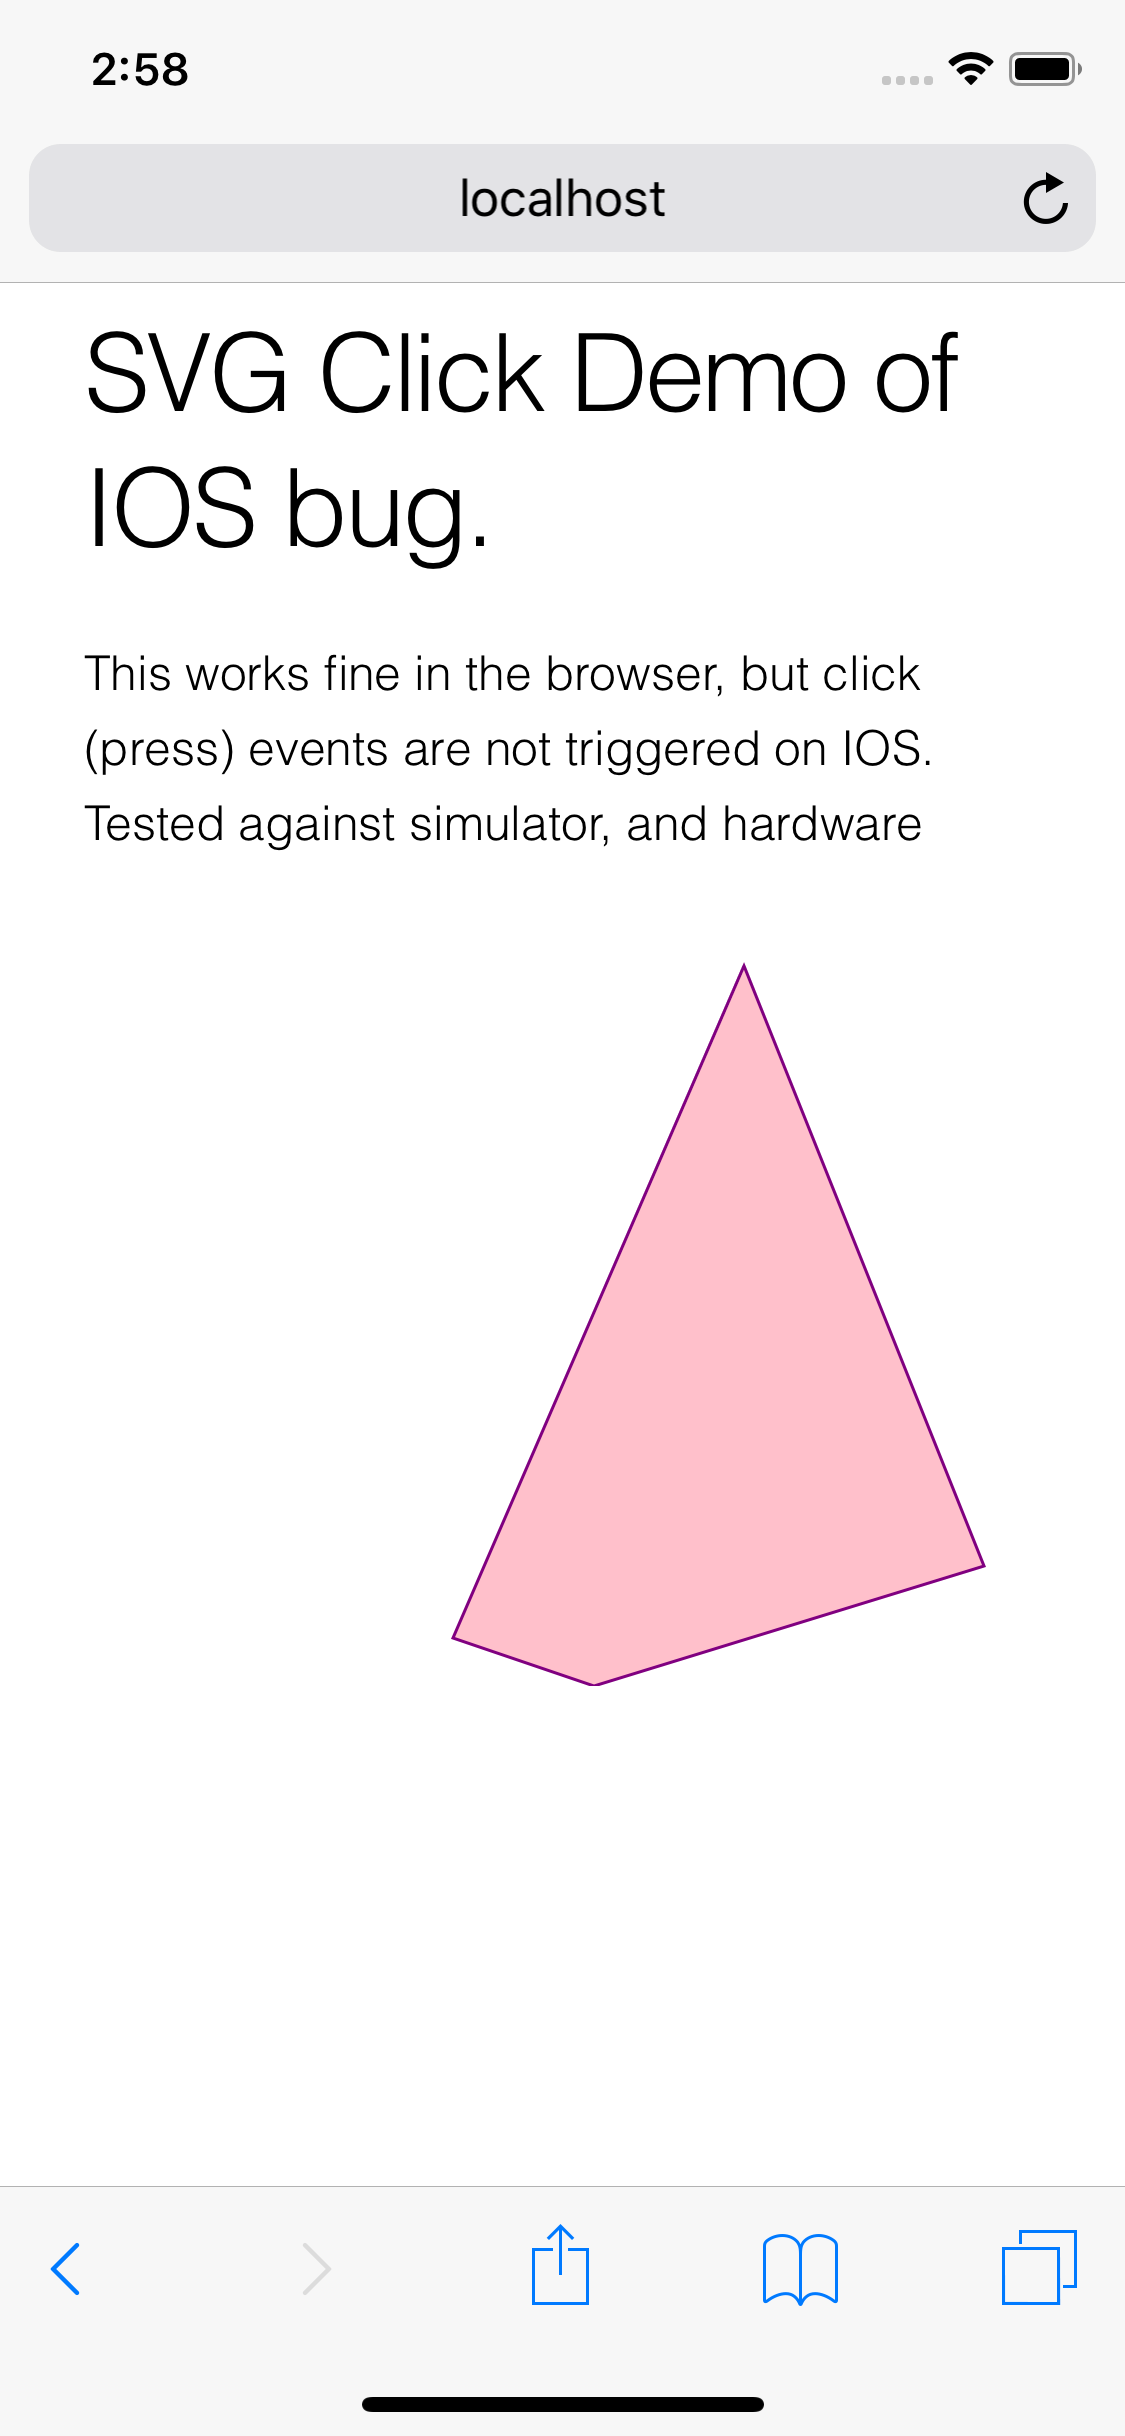 2:58
localhost
SVG Click Demo of
IOS bug.
This works fine in the browser, but click
(press) events are not triggered on IOS.
Tested against simulator, and hardware